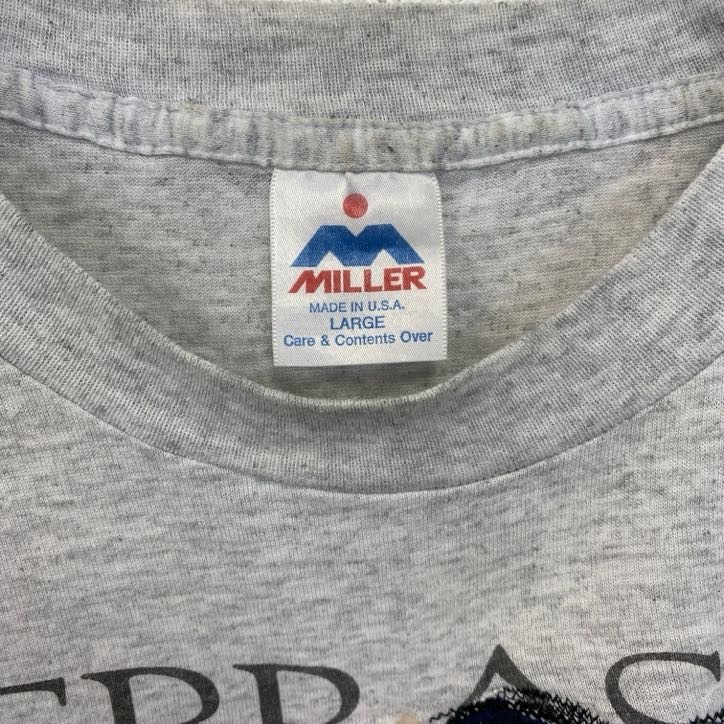 MILLER
MADE IN U.S.A.
LARGE
Care & Contents Over